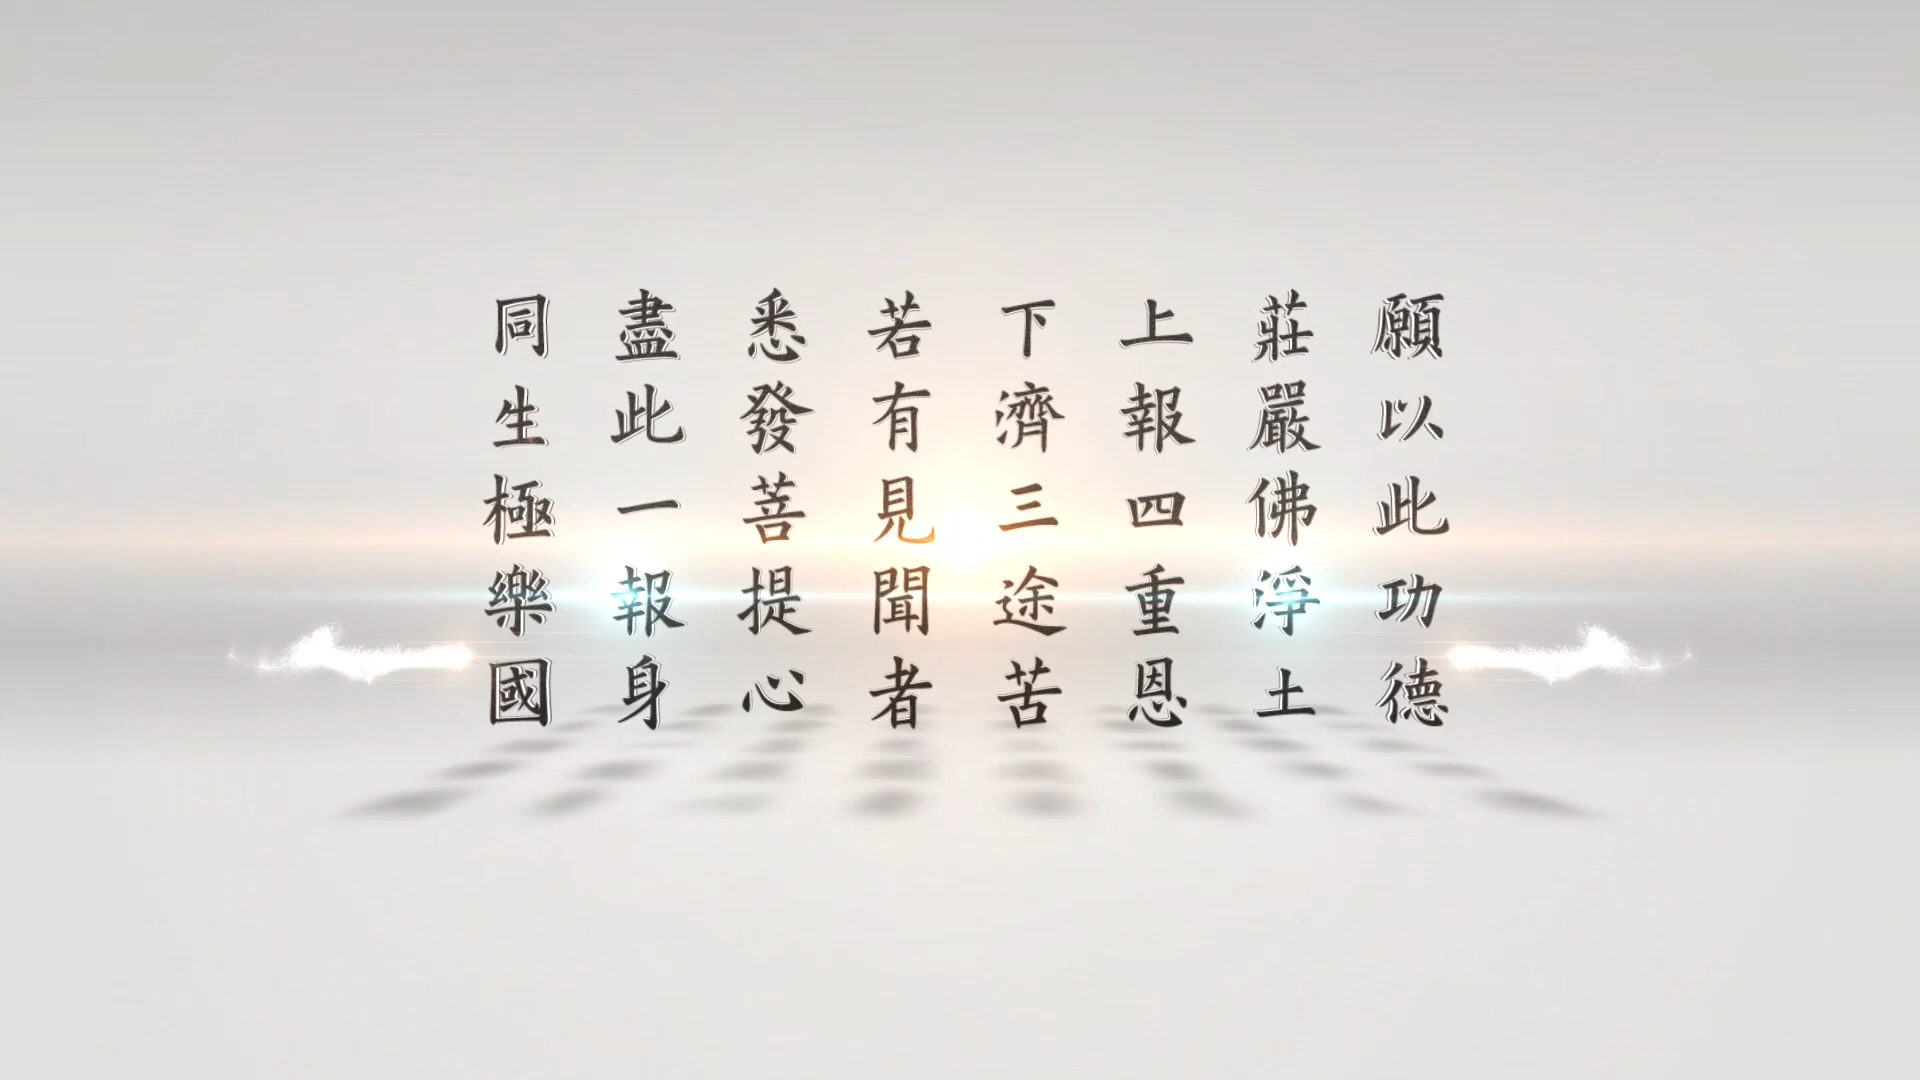 願以此功德
莊嚴佛淨土
上報四重恩
下濟三途苦
若有見聞者
悉發菩提心
盡此一報身
同生極樂國